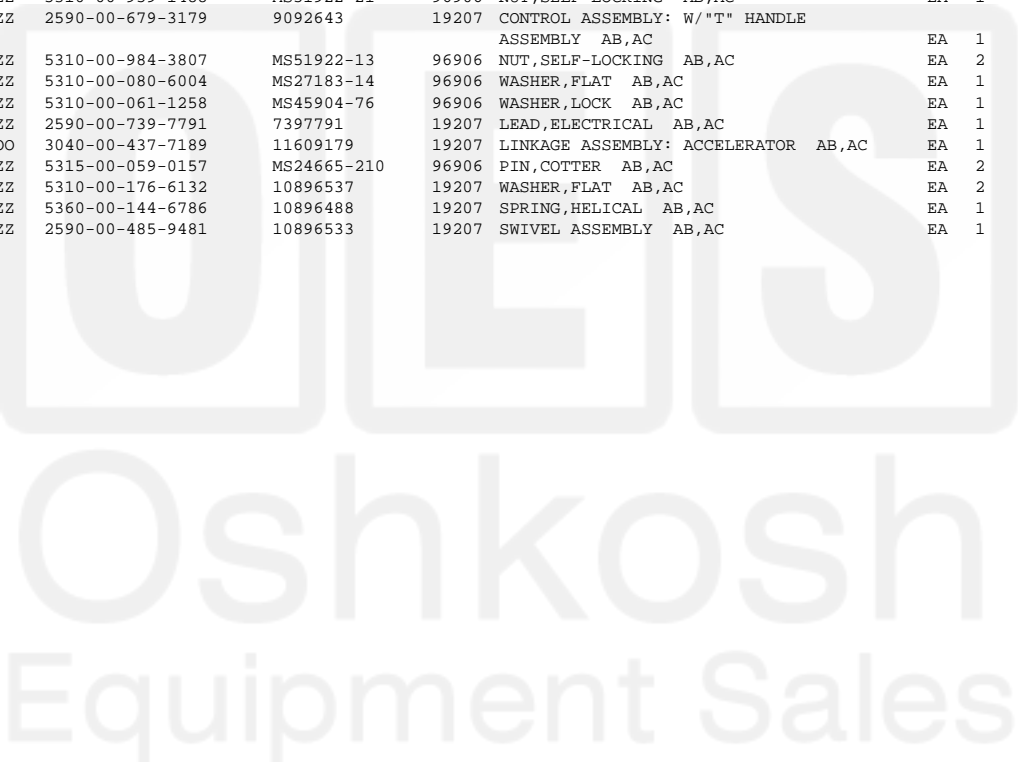 ZZ 2590-00-679-3179 9092643 19207 CONTROL ASSEMBLY: W/"T" HANDLE
ASSEMBLY AB,AC EA 1
ZZ 5310-00-984-3807 MS51922-13 96906 NUT,SELF-LOCKING AB,AC EA 2
ZZ 5310-00-080-6004 MS27183-14 96906 WASHER,FLAT AB,AC EA 1
ZZ 5310-00-061-1258 MS45904-76 96906 WASHER,LOCK AB,AC EA 1
ZZ 2590-00-739-7791 7397791 19207 LEAD,ELECTRICAL AB,AC EA 1
OO 3040-00-437-7189 11609179 19207 LINKAGE ASSEMBLY: ACCELERATOR AB,AC EA 1
ZZ 5315-00-059-0157 MS24665-210 96906 PIN,COTTER AB,AC EA 2
ZZ 5310-00-176-6132 10896537 19207 WASHER,FLAT AB,AC EA 2
ZZ 5360-00-144-6786 10896488 19207 SPRING,HELICAL AB,AC EA 1
ZZ 2590-00-485-9481 10896533 19207 SWIVEL ASSEMBLY AB,AC EA 1
OES
Oshkosh
Equipment Sales